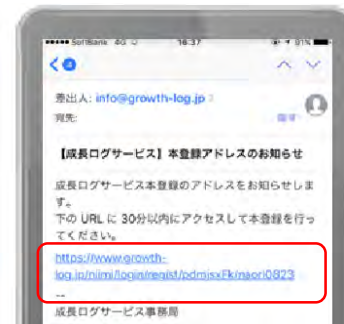 SoftBank 4G 16:37 91%
差出人: info@growth-log.jp
宛先:
【成長ログサービス】本登録アドレスのお知らせ
成長ログサービス本登録のアドレスをお知らせしま
す。
下の URL に 30分以内にアクセスして本登録を行っ
てください。
https://www.growth-
log.jp/niimi/login/regist/pdmjsxFk/naori0823
--
成長ログサービス事務局